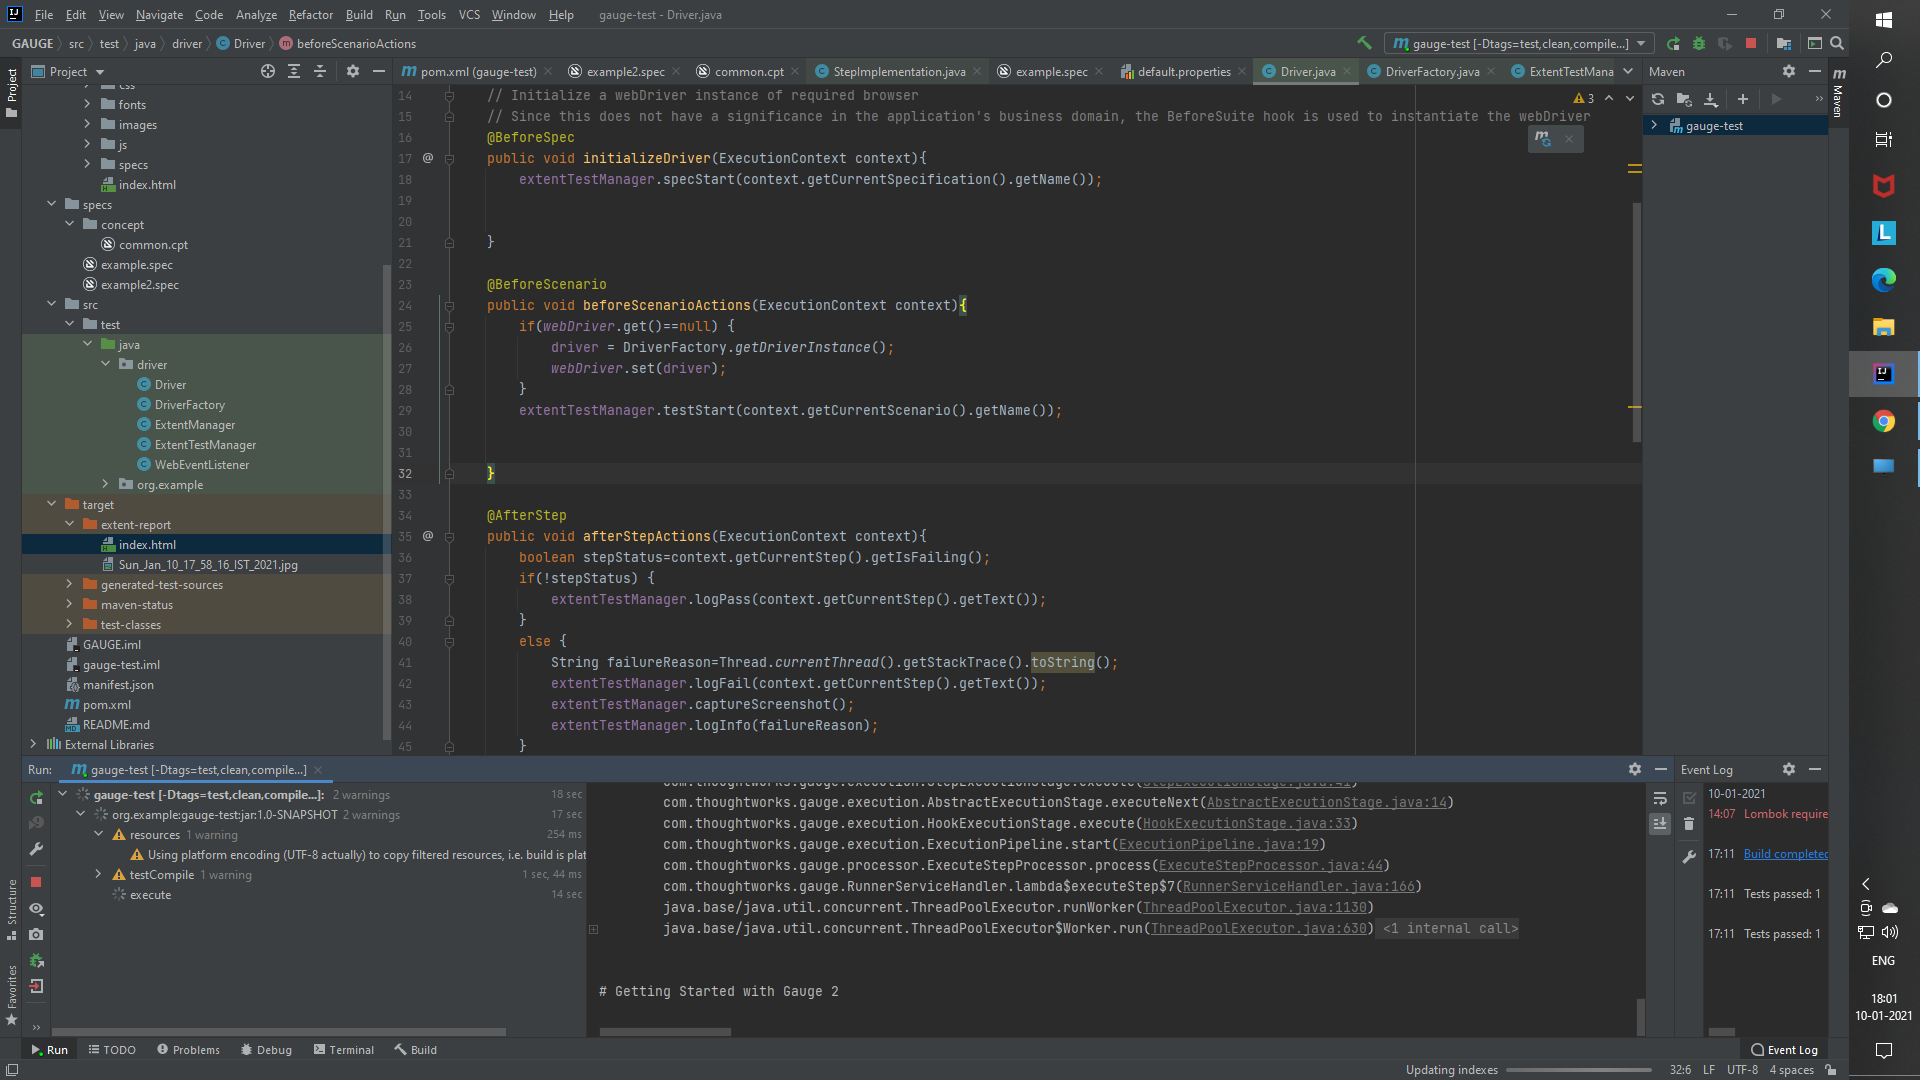 File Edit View Navigate Code Analyze Refactor Build Run Tools VCS Window Help gauge-test - Driver.java
GAUGE src test java driver Driver beforeScenarioActions
gauge-test [-Dtags=test,clean,compile...]
Project
pom.xml (gauge-test) example2.spec common.cpt StepImplementation.java example.spec default.properties Driver.java DriverFactory.java ExtentTestMana
Maven
gauge-test
Project
Maven
css
fonts
images
js
specs
index.html
specs
concept
common.cpt
example.spec
example2.spec
src
test
java
driver
Driver
DriverFactory
ExtentManager
ExtentTestManager
WebEventListener
org.example
target
extent-report
index.html
Sun_Jan_10_17_58_16_IST_2021.jpg
generated-test-sources
maven-status
test-classes
GAUGE.iml
gauge-test.iml
manifest.json
pom.xml
README.md
External Libraries
3
14 // Initialize a webDriver instance of required browser
15 // Since this does not have a significance in the application's business domain, the BeforeSuite hook is used to instantiate the webDriver
16 @BeforeSpec
17 public void initializeDriver(ExecutionContext context){
18 extentTestManager.specStart(context.getCurrentSpecification().getName());
19
20
21 }
22
23 @BeforeScenario
24 public void beforeScenarioActions(ExecutionContext context){
25 if(webDriver.get()==null) {
26 driver = DriverFactory.getDriverInstance();
27 webDriver.set(driver);
28 }
29 extentTestManager.testStart(context.getCurrentScenario().getName());
30
31
32 }
33
34 @AfterStep
35 public void afterStepActions(ExecutionContext context){
36 boolean stepStatus=context.getCurrentStep().getIsFailing();
37 if(!stepStatus) {
38 extentTestManager.logPass(context.getCurrentStep().getText());
39 }
40 else {
41 String failureReason=Thread.currentThread().getStackTrace().toString();
42 extentTestManager.logFail(context.getCurrentStep().getText());
43 extentTestManager.captureScreenshot();
44 extentTestManager.logInfo(failureReason);
45 }
Run: gauge-test [-Dtags=test,clean,compile...]
gauge-test [-Dtags=test,clean,compile...]: 2 warnings 18 sec
org.example:gauge-test:jar:1.0-SNAPSHOT 2 warnings 17 sec
resources 1 warning 254 ms
Using platform encoding (UTF-8 actually) to copy filtered resources, i.e. build is plat
testCompile 1 warning 1 sec, 44 ms
execute 14 sec
com.thoughtworks.gauge.execution.StepExecutionStage.execute(StepExecutionStage.java:41)
com.thoughtworks.gauge.execution.AbstractExecutionStage.executeNext(AbstractExecutionStage.java:14)
com.thoughtworks.gauge.execution.HookExecutionStage.execute(HookExecutionStage.java:33)
com.thoughtworks.gauge.execution.ExecutionPipeline.start(ExecutionPipeline.java:19)
com.thoughtworks.gauge.processor.ExecuteStepProcessor.process(ExecuteStepProcessor.java:44)
com.thoughtworks.gauge.RunnerServiceHandler.lambda$executeStep$7(RunnerServiceHandler.java:166)
java.base/java.util.concurrent.ThreadPoolExecutor.runWorker(ThreadPoolExecutor.java:1130)
java.base/java.util.concurrent.ThreadPoolExecutor$Worker.run(ThreadPoolExecutor.java:630) <1 internal call>
# Getting Started with Gauge 2
Event Log
10-01-2021
14:07 Lombok require
17:11 Build completed
17:11 Tests passed: 1
17:11 Tests passed: 1
Structure
Favorites
Run TODO Problems Debug Terminal Build Event Log
Updating indexes 32:6 LF UTF-8 4 spaces
ENG
18:01
10-01-2021